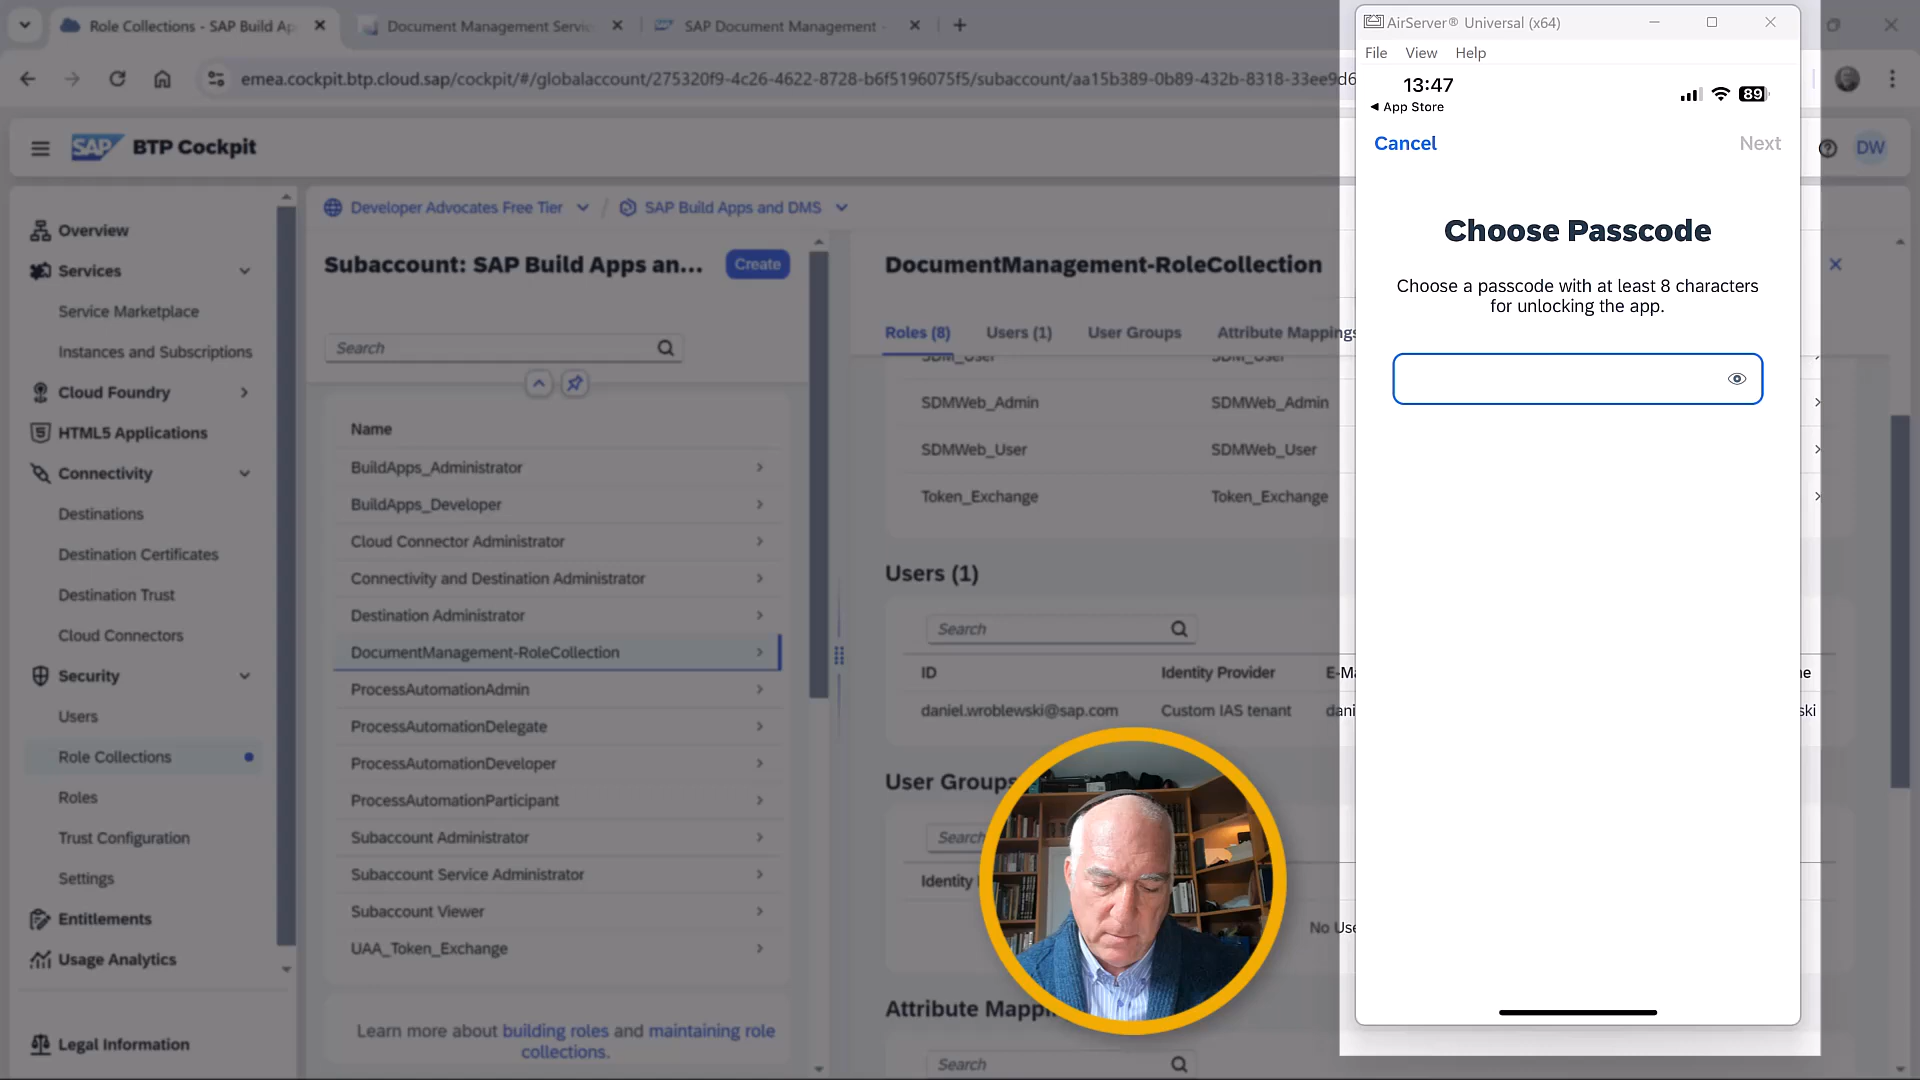 Role Collections - SAP Build Ap
Document Management Servic
SAP Document Management -
emea.cockpit.btp.cloud.sap/cockpit/#/globalaccount/275320f9-4c26-4622-8728-b6f5196075f5/subaccount/aa15b389-0b89-432b-8318-33ee9d6
SAP BTP Cockpit
DW
Overview
Services
Service Marketplace
Instances and Subscriptions
Cloud Foundry
HTML5 Applications
Connectivity
Destinations
Destination Certificates
Destination Trust
Cloud Connectors
Security
Users
Role Collections
Roles
Trust Configuration
Settings
Entitlements
Usage Analytics
Legal Information
Developer Advocates Free Tier / SAP Build Apps and DMS
Subaccount: SAP Build Apps an...
Create
Search
Name
BuildApps_Administrator
BuildApps_Developer
Cloud Connector Administrator
Connectivity and Destination Administrator
Destination Administrator
DocumentManagement-RoleCollection
ProcessAutomationAdmin
ProcessAutomationDelegate
ProcessAutomationDeveloper
ProcessAutomationParticipant
Subaccount Administrator
Subaccount Service Administrator
Subaccount Viewer
UAA_Token_Exchange
Learn more about building roles and maintaining role
collections.
DocumentManagement-RoleCollection
Roles (8) Users (1) User Groups Attribute Mappings
SDM_User SDM_User
SDMWeb_Admin SDMWeb_Admin
SDMWeb_User SDMWeb_User
Token_Exchange Token_Exchange
Users (1)
Search
ID Identity Provider E-Ma
daniel.wroblewski@sap.com Custom IAS tenant dani
ski
User Groups
Search
Identity
No Use
Attribute Mapp
Search
AirServer® Universal (x64)
File View Help
13:47
89
App Store
Cancel
Next
Choose Passcode
Choose a passcode with at least 8 characters
for unlocking the app.